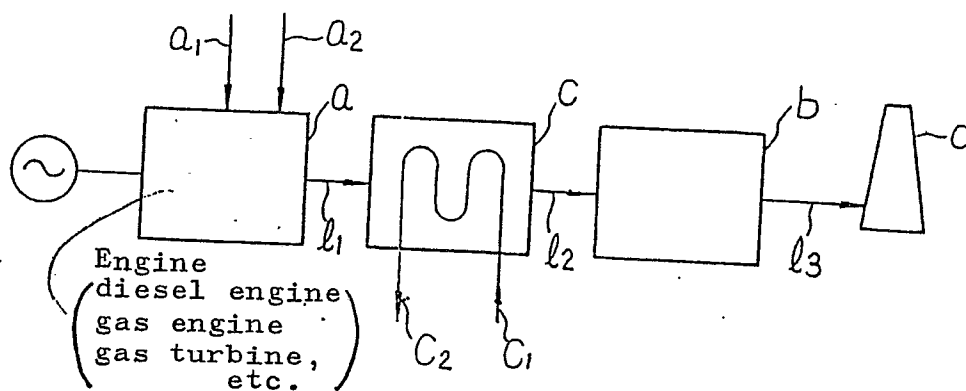 a1
a2
a
c
b
d
l1
l2
l3
Engine
diesel engine
gas engine
gas turbine,
etc.
C2
C1